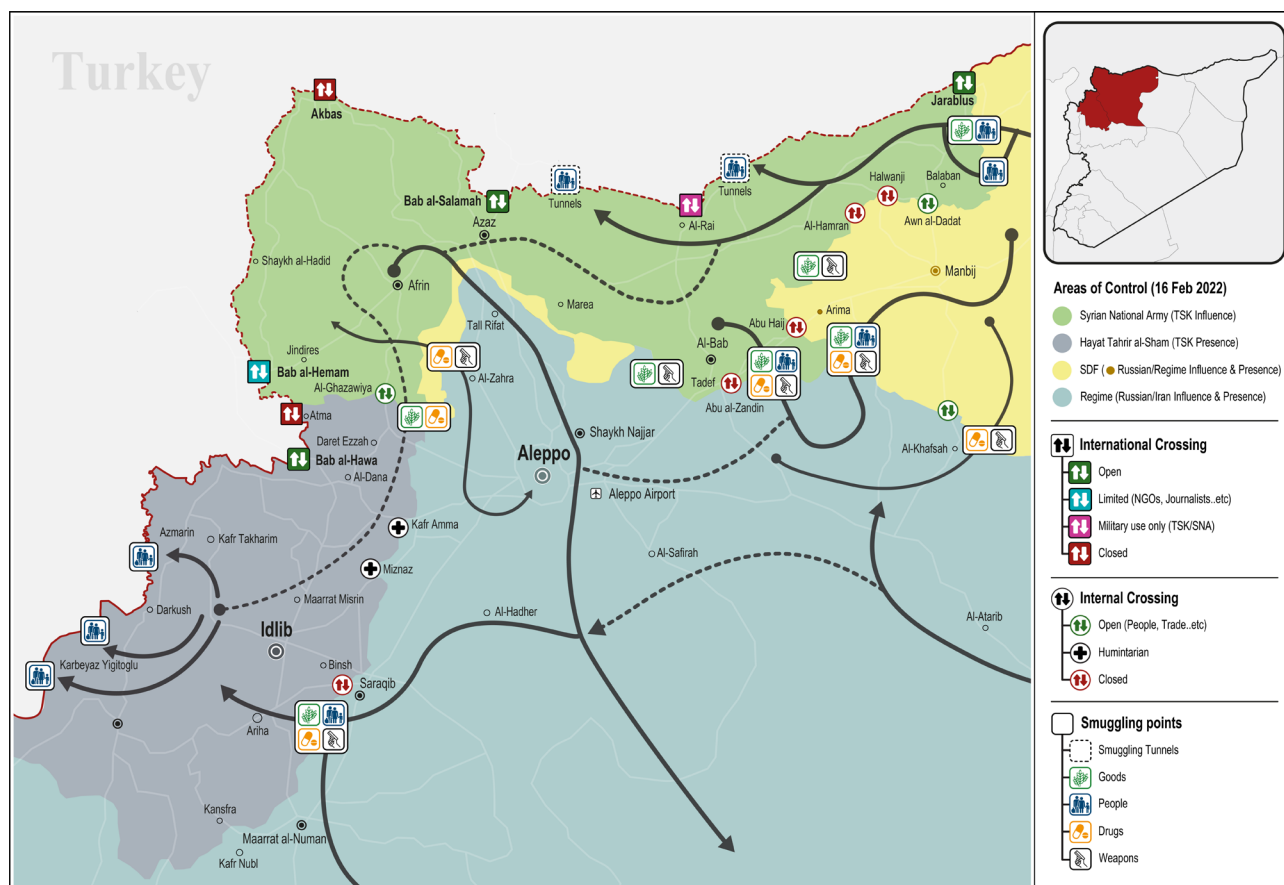 Turkey
Akbas
Jarablus
Tunnels
Tunnels
Halwanji
Balaban
Bab al-Salamah
Azaz
Al-Rai
Al-Hamran
Awn al-Dadat
Shaykh al-Hadid
Afrin
Manbij
Marea
Tall Rifat
Arima
Abu Haij
Jindires
Al-Bab
Bab al-Hemam
Al-Ghazawiya
Al-Zahra
Tadef
Abu al-Zandin
Atma
Daret Ezzah
Shaykh Najjar
Al-Khafsah
Bab al-Hawa
Al-Dana
Aleppo
Aleppo Airport
Kafr Amma
Azmarin
Kafr Takharim
Al-Safirah
Miznaz
Darkush
Maarrat Misrin
Al-Hadher
Al-Atarib
Idlib
Karbeyaz Yigitoglu
Binsh
Saraqib
Ariha
Kansfra
Maarrat al-Numan
Kafr Nubl
Areas of Control (16 Feb 2022)
Syrian National Army (TSK Influence)
Hayat Tahrir al-Sham (TSK Presence)
SDF ( Russian/Regime Influence & Presence)
Regime (Russian/Iran Influence & Presence)
International Crossing
Open
Limited (NGOs, Journalists..etc)
Military use only (TSK/SNA)
Closed
Internal Crossing
Open (People, Trade..etc)
Humintarian
Closed
Smuggling points
Smuggling Tunnels
Goods
People
Drugs
Weapons